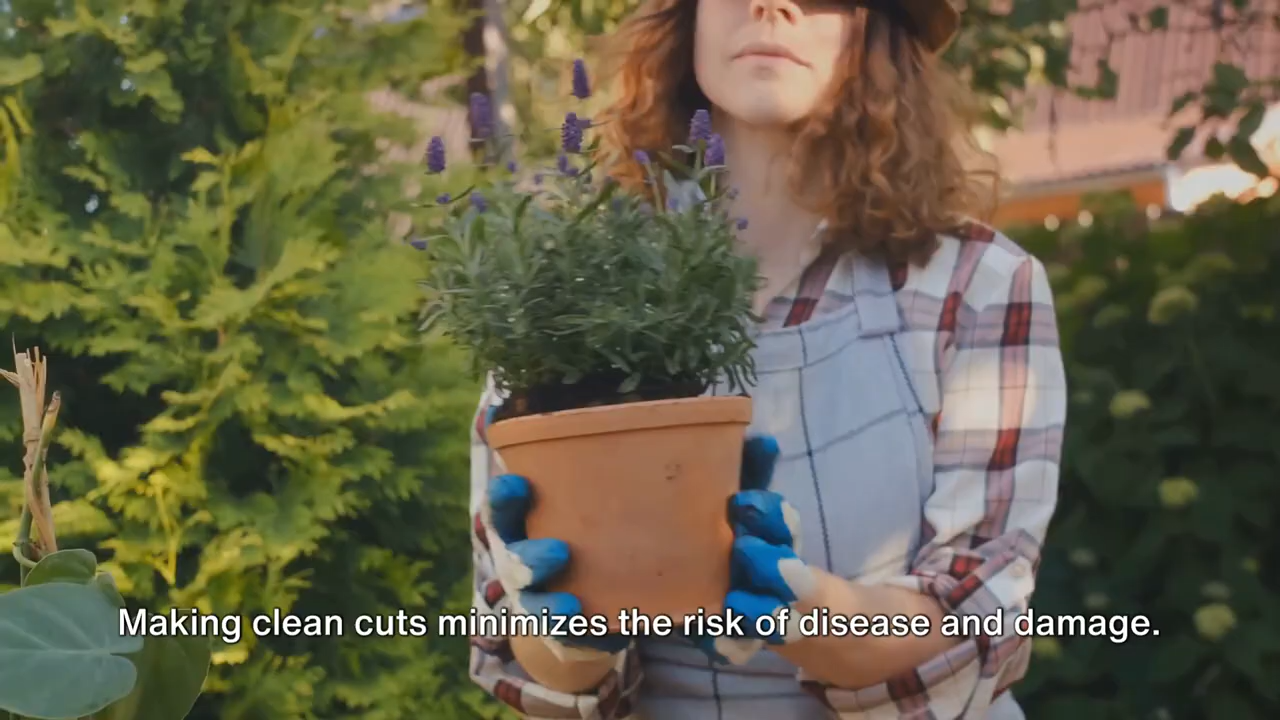 Making clean cuts minimizes the risk of disease and damage.